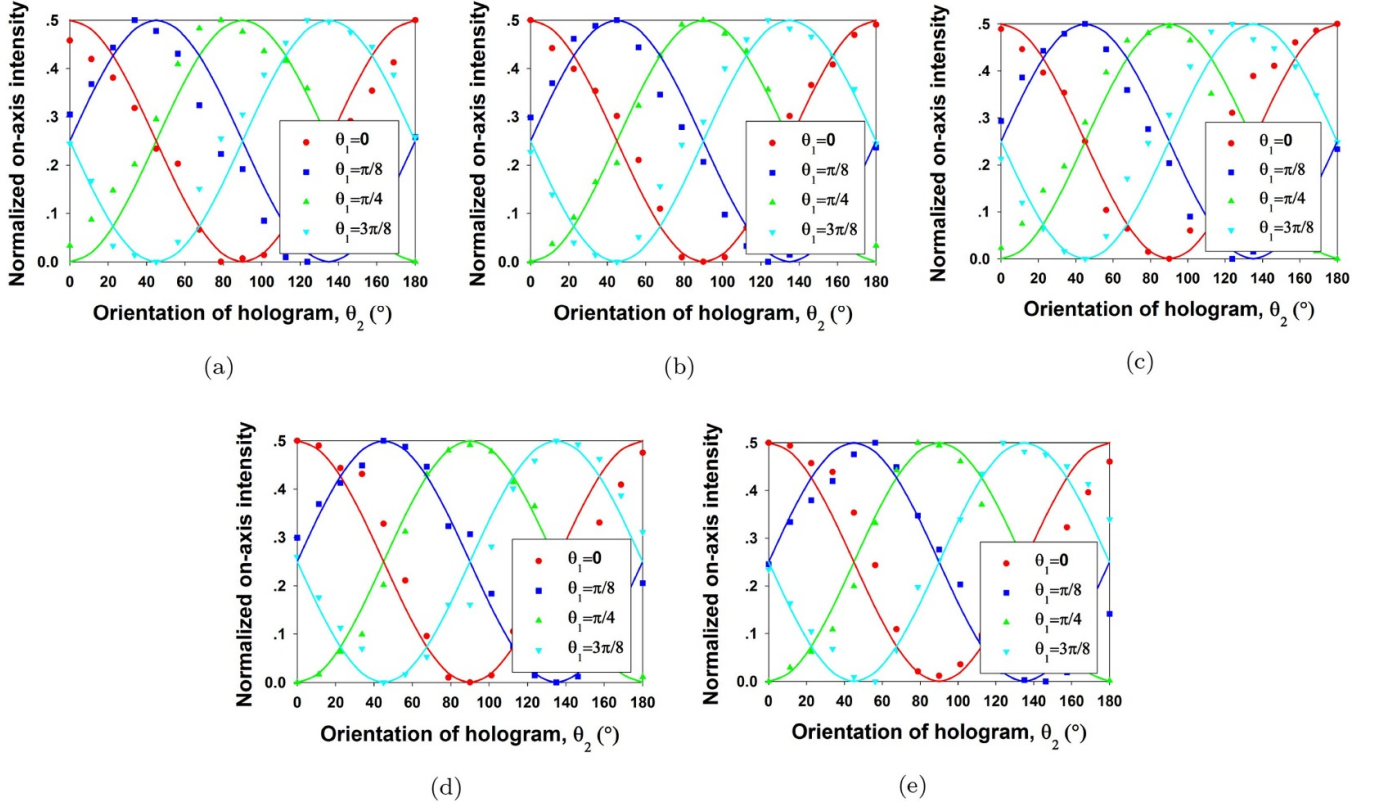 Normalized on-axis intensity
.5
.4
.3
.2
.1
0.0
θ1=0
θ1=π/8
θ1=π/4
θ1=3π/8
0 20 40 60 80 100 120 140 160 180
Orientation of hologram, θ2 (°)
(a)
Normalized on-axis intensity
.5
.4
.3
.2
.1
0.0
θ1=0
θ1=π/8
θ1=π/4
θ1=3π/8
0 20 40 60 80 100 120 140 160 180
Orientation of hologram, θ2 (°)
(b)
Normalized on-axis intensity
.5
.4
.3
.2
.1
0.0
θ1=0
θ1=π/8
θ1=π/4
θ1=3π/8
0 20 40 60 80 100 120 140 160 180
Orientation of hologram, θ2 (°)
(c)
Normalized on-axis intensity
.5
.4
.3
.2
.1
0.0
θ1=0
θ1=π/8
θ1=π/4
θ1=3π/8
0 20 40 60 80 100 120 140 160 180
Orientation of hologram, θ2 (°)
(d)
Normalized on-axis intensity
.5
.4
.3
.2
.1
0.0
θ1=0
θ1=π/8
θ1=π/4
θ1=3π/8
0 20 40 60 80 100 120 140 160 180
Orientation of hologram, θ2 (°)
(e)